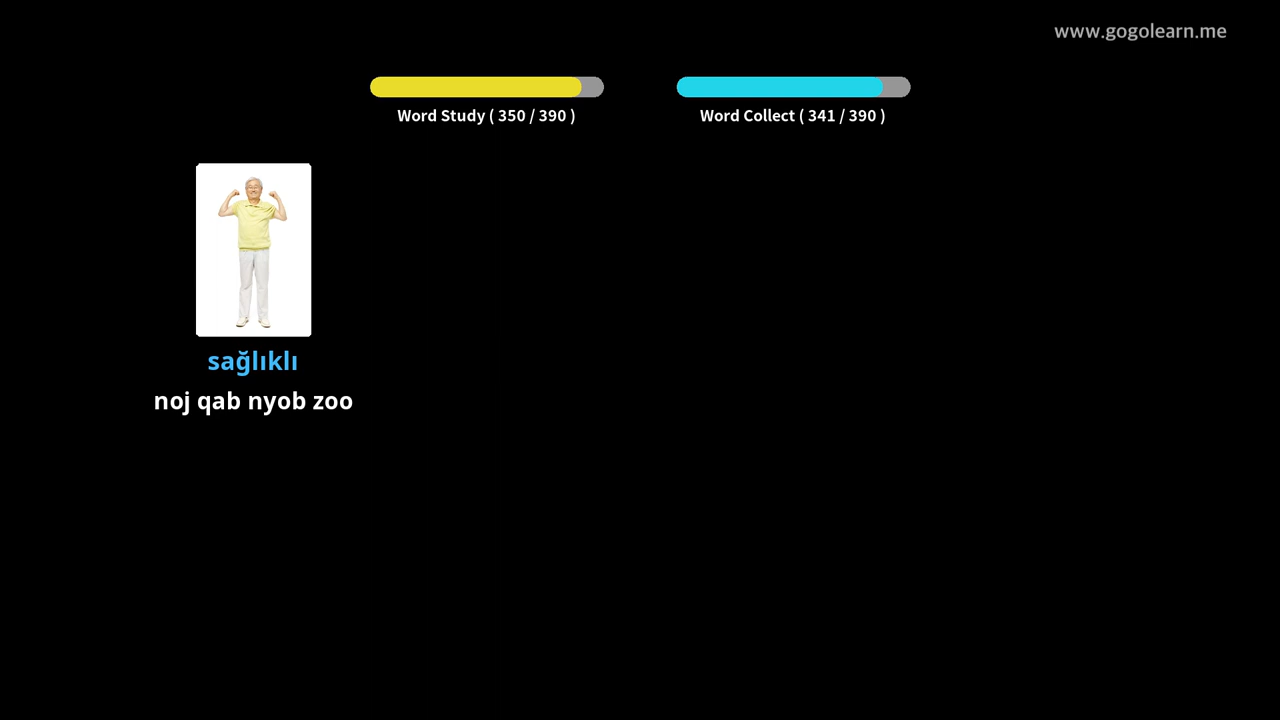 www.gogolearn.me
Word Study ( 350 / 390 )
Word Collect ( 341 / 390 )
sağlıklı
noj qab nyob zoo